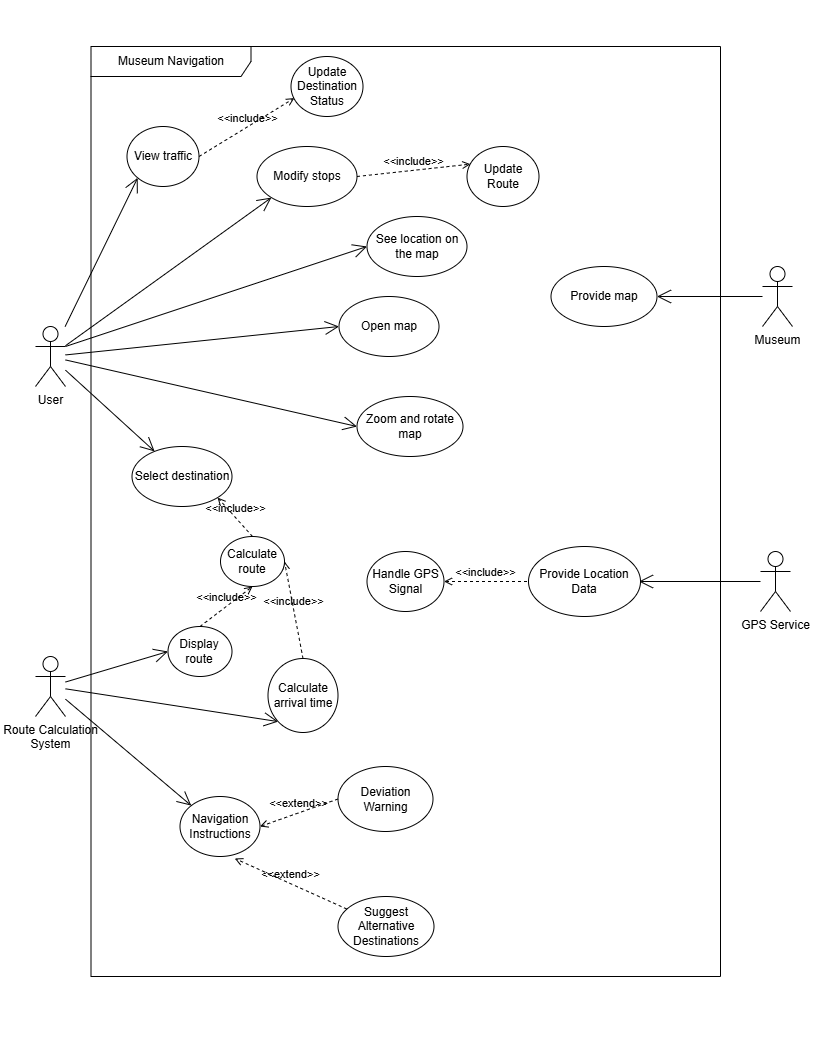 Museum Navigation
Update
Destination
Status
<<include>>
View traffic
Modify stops
<<include>>
Update
Route
See location on
the map
Provide map
Museum
Open map
User
Zoom and rotate
map
Select destination
<<include>>
Calculate
route
Handle GPS
Signal
<<include>>
Provide Location
Data
GPS Service
<<include>>
<<include>>
Display
route
Calculate
arrival time
Route Calculation
System
Navigation
Instructions
<<extend>>
Deviation
Warning
<<extend>>
Suggest
Alternative
Destinations